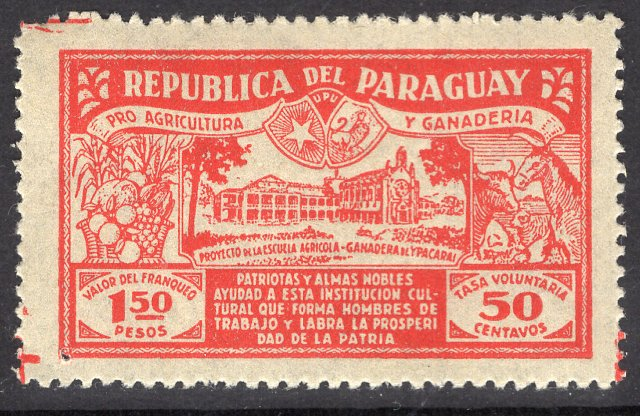 REPUBLICA DEL PARAGUAY
PRO AGRICULTURA
UPU
Y GANADERIA
PROYECTO DE LA ESCUELA AGRICOLA-GANADERA DE YPACARAI
VALOR DEL FRANQUEO
1.50
PESOS
PATRIOTAS Y ALMAS NOBLES
AYUDAD A ESTA INSTITUCION CUL-
TURAL QUE FORMA HOMBRES DE
TRABAJO Y LABRA LA PROSPERI
DAD DE LA PATRIA
TASA VOLUNTARIA
50
CENTAVOS